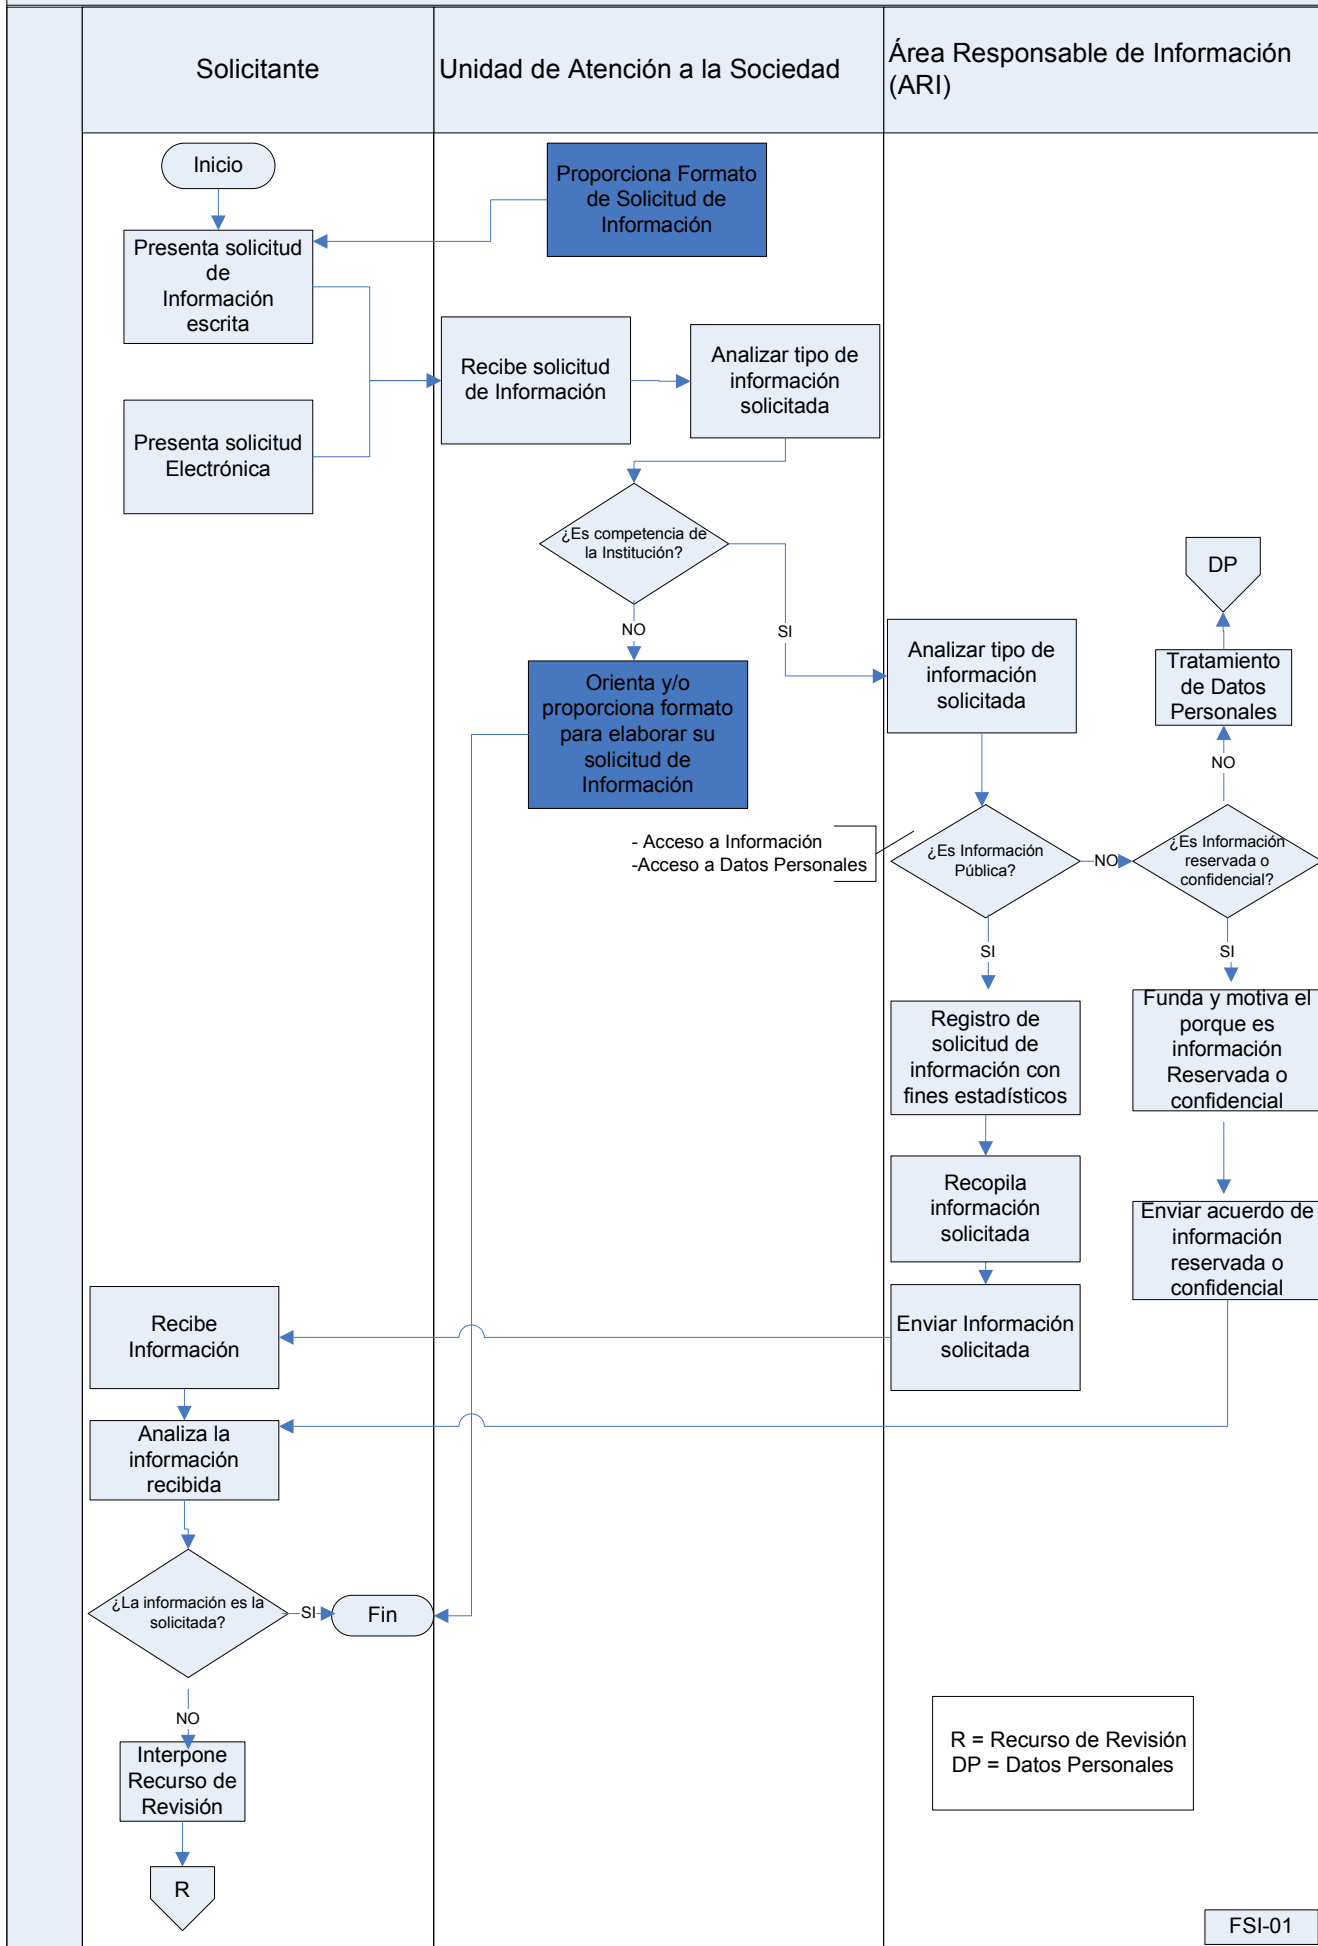 Solicitante
Unidad de Atención a la Sociedad
Área Responsable de Información
(ARI)
Inicio
Proporciona Formato
de Solicitud de
Información
Presenta solicitud
de
Información
escrita
Recibe solicitud
de Información
Analizar tipo de
información
solicitada
Presenta solicitud
Electrónica
¿Es competencia de
la Institución?
NO
SI
Orienta y/o
proporciona formato
para elaborar su
solicitud de
Información
Analizar tipo de
información
solicitada
DP
Tratamiento
de Datos
Personales
NO
- Acceso a Información
-Acceso a Datos Personales
¿Es Información
Pública?
NO
¿Es Información
reservada o
confidencial?
SI
SI
Registro de
solicitud de
información con
fines estadísticos
Funda y motiva el
porque es
información
Reservada o
confidencial
Recopila
información
solicitada
Enviar acuerdo de
información
reservada o
confidencial
Enviar Información
solicitada
Recibe
Información
Analiza la
información
recibida
¿La información es la
solicitada?
SI
Fin
NO
Interpone
Recurso de
Revisión
R
R = Recurso de Revisión
DP = Datos Personales
FSI-01